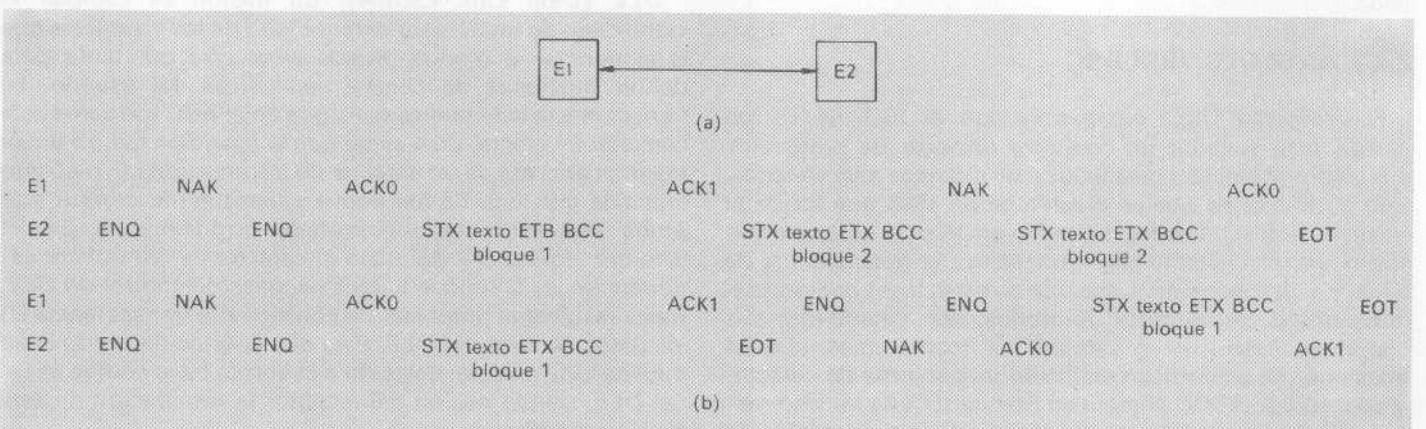 E1 E2
(a)
E1 NAK ACK0 ACK1 NAK ACK0
E2 ENQ ENQ STX texto ETB BCC STX texto ETX BCC STX texto ETX BCC EOT
bloque 1 bloque 2 bloque 2
E1 NAK ACK0 ACK1 ENQ ENQ STX texto ETX BCC EOT
bloque 1
E2 ENQ ENQ STX texto ETX BCC EOT NAK ACK0 ACK1
bloque 1
(b)